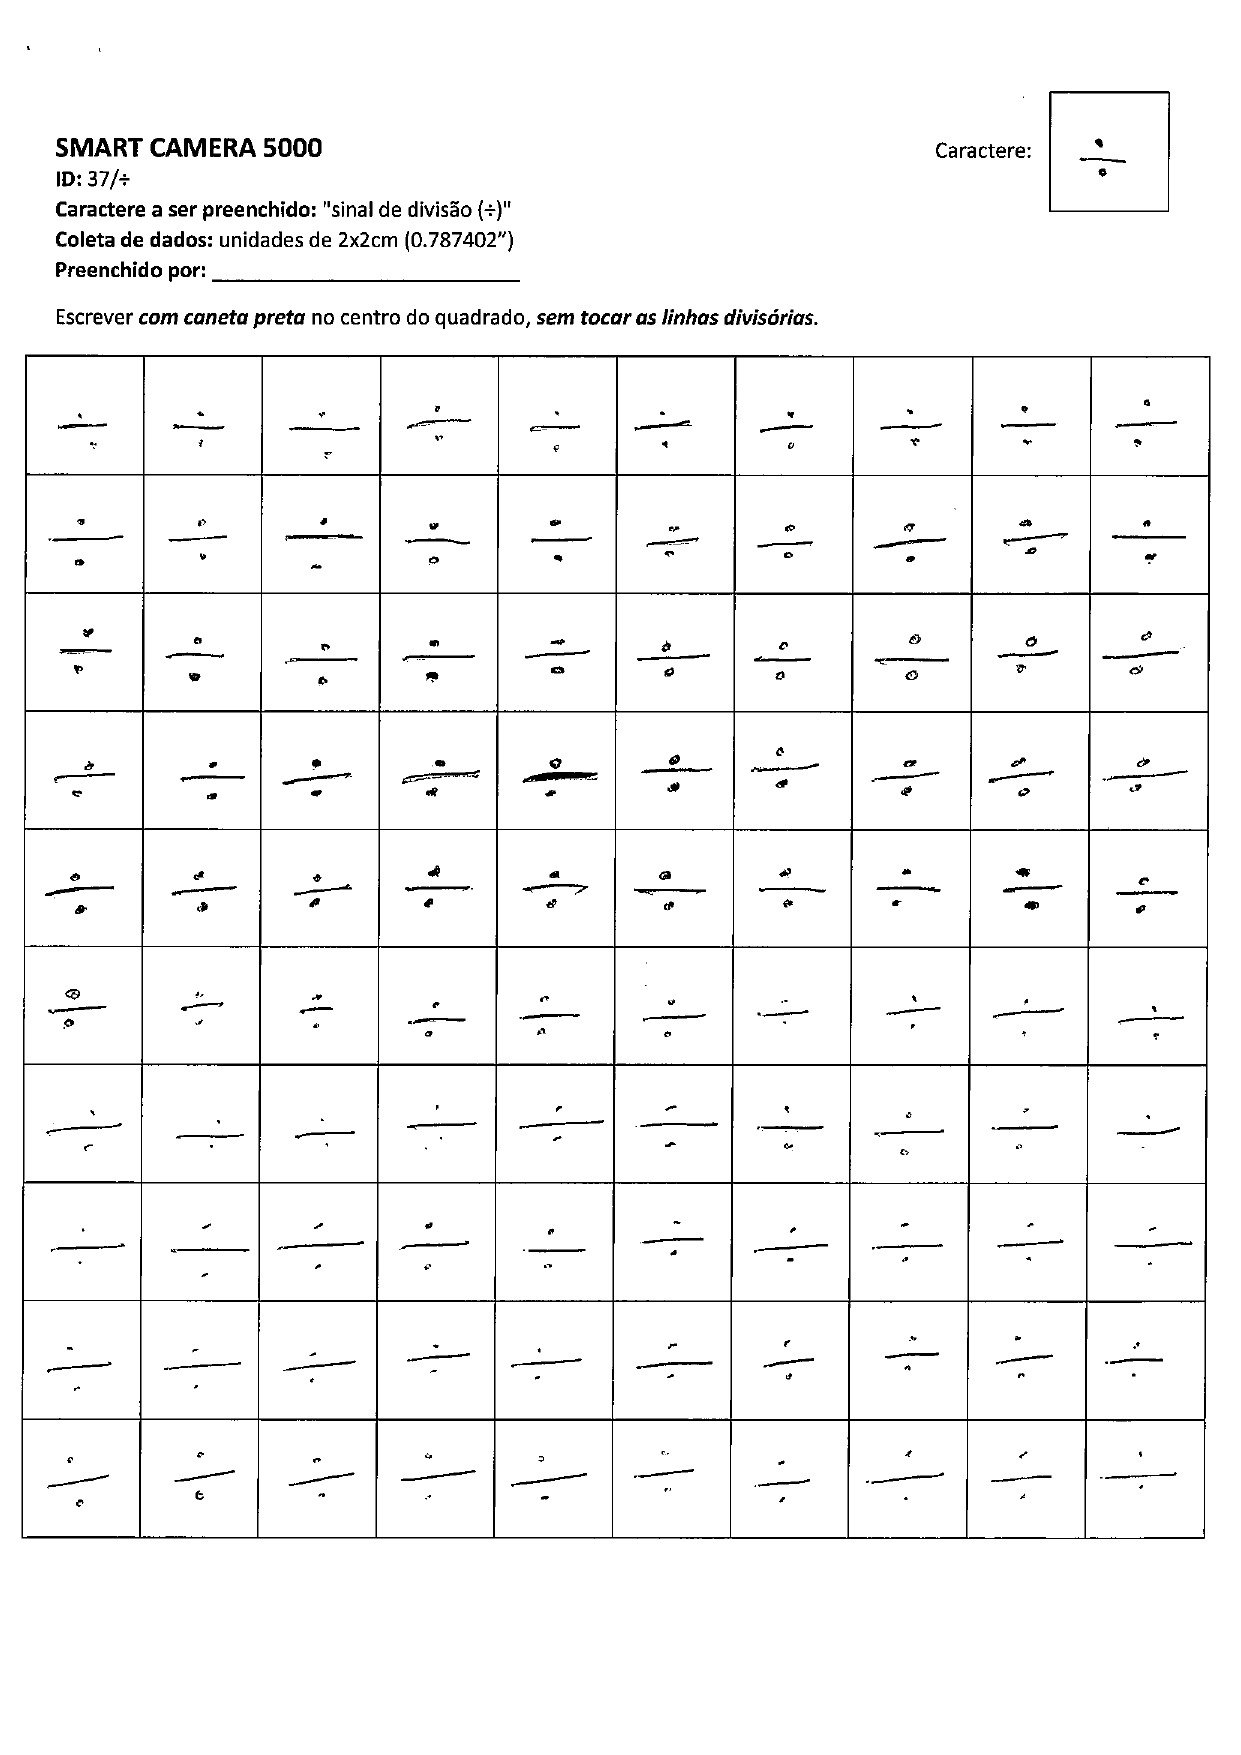 SMART CAMERA 5000
Caractere: ÷
ID: 37/÷
Caractere a ser preenchido: "sinal de divisão (÷)"
Coleta de dados: unidades de 2x2cm (0.787402”)
Preenchido por: __________________________
Escrever com caneta preta no centro do quadrado, sem tocar as linhas divisórias.
÷ ÷ ÷ ÷ ÷ ÷ ÷ ÷ ÷ ÷
÷ ÷ ÷ ÷ ÷ ÷ ÷ ÷ ÷ ÷
÷ ÷ ÷ ÷ ÷ ÷ ÷ ÷ ÷ ÷
÷ ÷ ÷ ÷ ÷ ÷ ÷ ÷ ÷ ÷
÷ ÷ ÷ ÷ ÷ ÷ ÷ ÷ ÷ ÷
÷ ÷ ÷ ÷ ÷ ÷ ÷ ÷ ÷ ÷
÷ ÷ ÷ ÷ ÷ ÷ ÷ ÷ ÷ ÷
÷ ÷ ÷ ÷ ÷ ÷ ÷ ÷ ÷ ÷
÷ ÷ ÷ ÷ ÷ ÷ ÷ ÷ ÷ ÷
÷ ÷ ÷ ÷ ÷ ÷ ÷ ÷ ÷ ÷